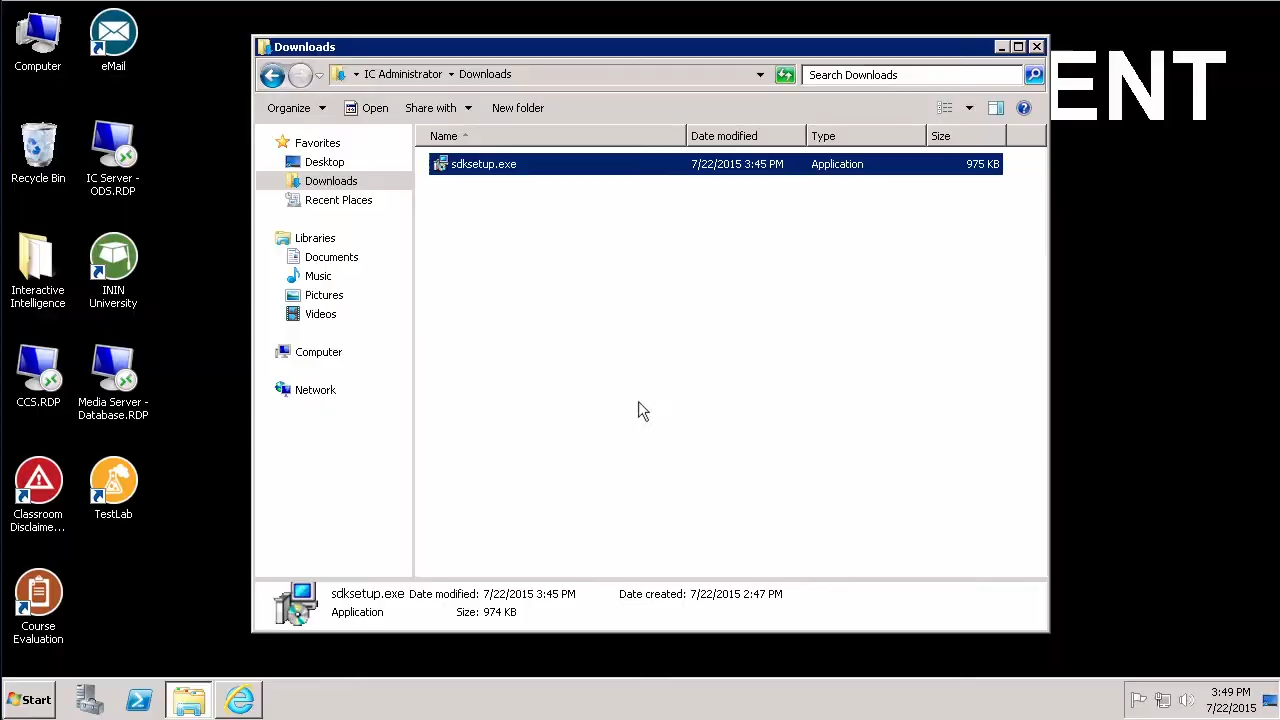 Computer
eMail
Recycle Bin
IC Server -
ODS.RDP
Interactive
Intelligence
ININ
University
CCS.RDP
Media Server -
Database.RDP
Classroom
Disclaime...
TestLab
Course
Evaluation
ENT
Downloads
IC Administrator
Downloads
Search Downloads
Organize
Open
Share with
New folder
Favorites
Desktop
Downloads
Recent Places
Libraries
Documents
Music
Pictures
Videos
Computer
Network
Name Date modified Type Size
sdksetup.exe 7/22/2015 3:45 PM Application 975 KB
sdksetup.exe Date modified: 7/22/2015 3:45 PM Date created: 7/22/2015 2:47 PM
Application Size: 974 KB
Start
3:49 PM
7/22/2015